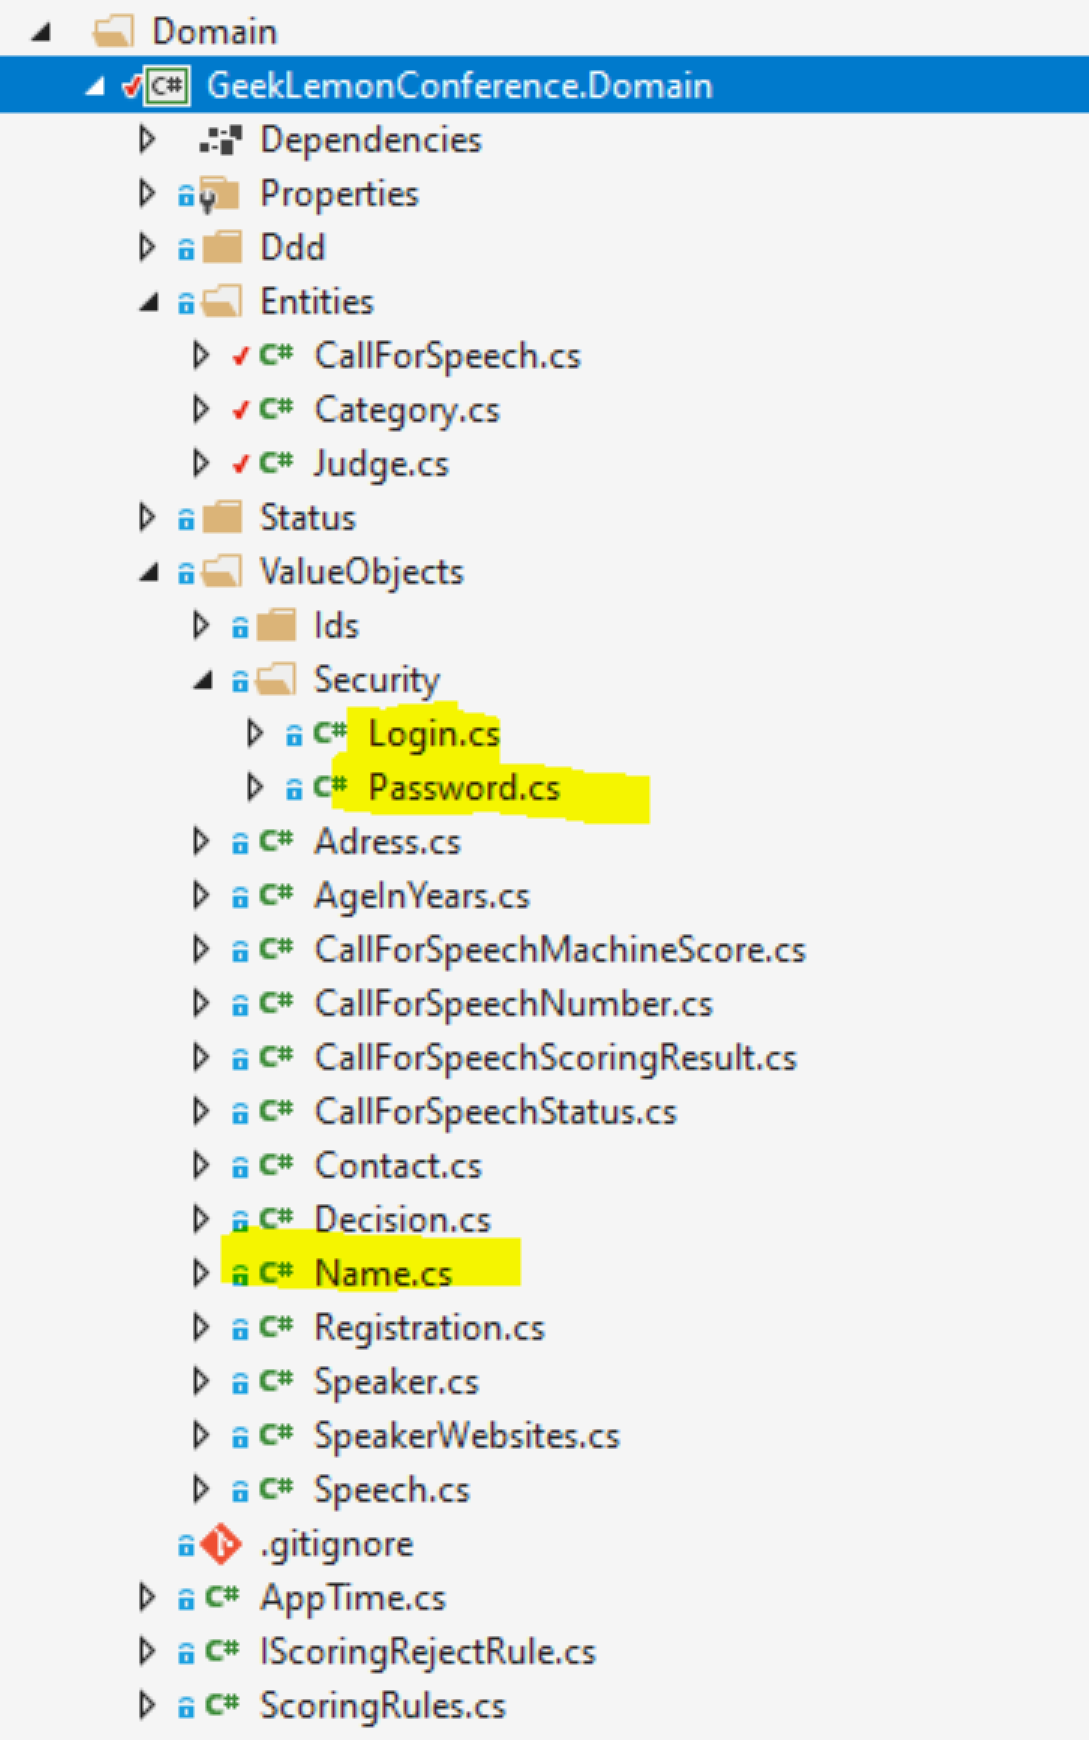 Domain
C# GeekLemonConference.Domain
Dependencies
Properties
Ddd
Entities
C# CallForSpeech.cs
C# Category.cs
C# Judge.cs
Status
ValueObjects
Ids
Security
C# Login.cs
C# Password.cs
C# Adress.cs
C# AgeInYears.cs
C# CallForSpeechMachineScore.cs
C# CallForSpeechNumber.cs
C# CallForSpeechScoringResult.cs
C# CallForSpeechStatus.cs
C# Contact.cs
C# Decision.cs
C# Name.cs
C# Registration.cs
C# Speaker.cs
C# SpeakerWebsites.cs
C# Speech.cs
.gitignore
C# AppTime.cs
C# IScoringRejectRule.cs
C# ScoringRules.cs